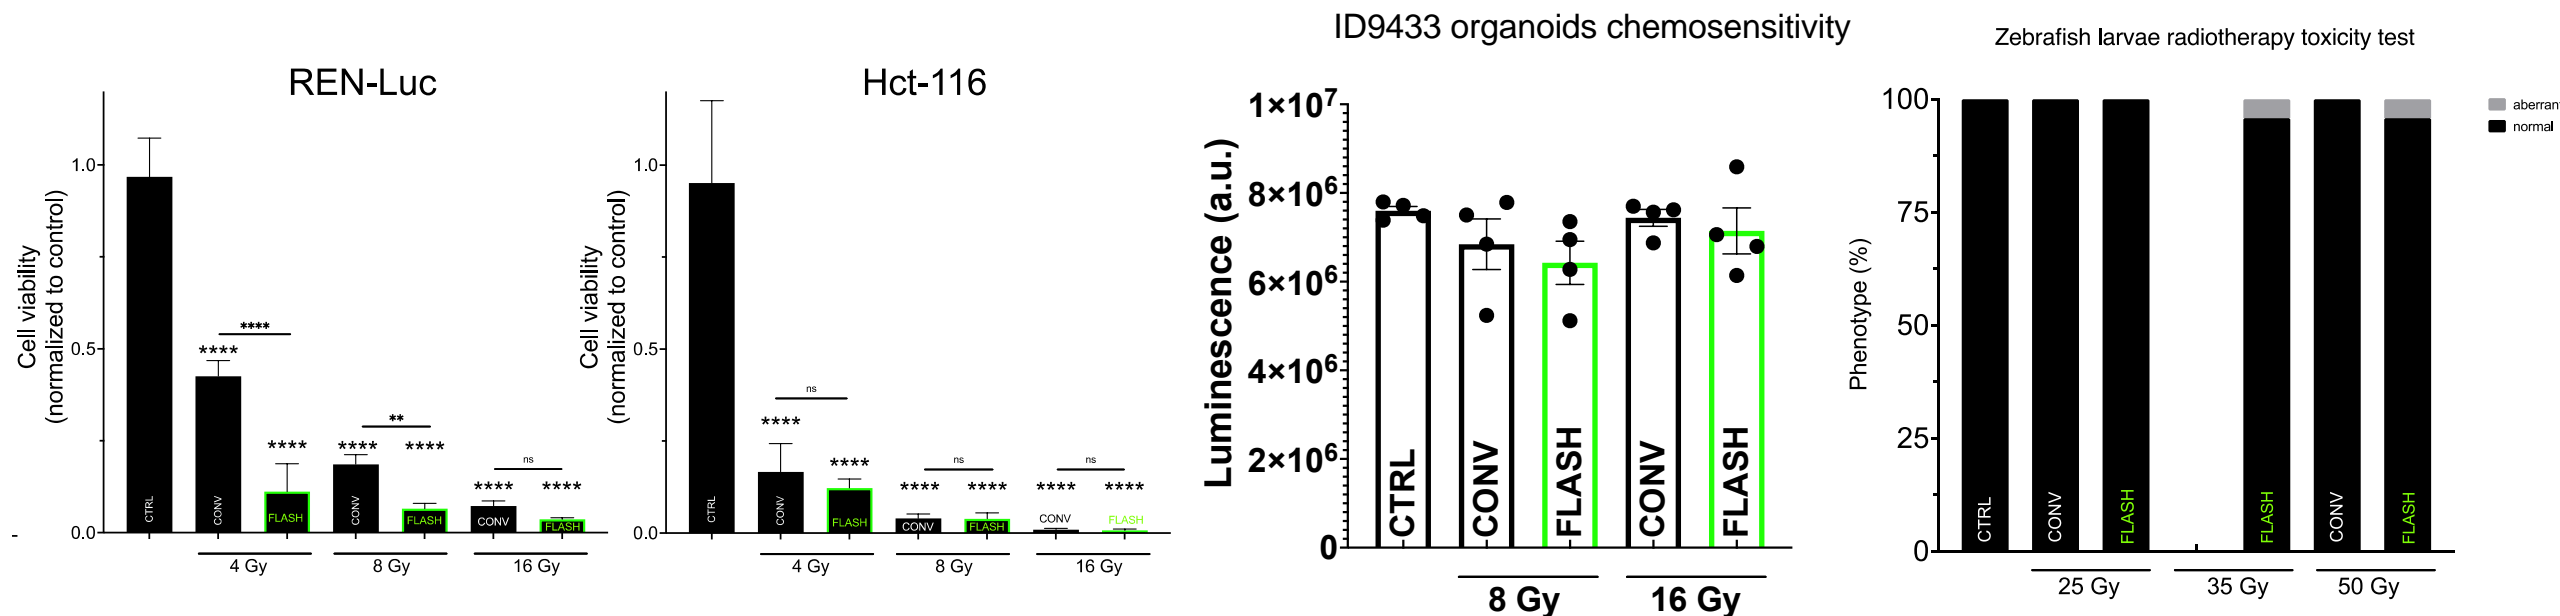 REN-Luc
Cell viability
(normalized to control)
1.0
0.5
0.0
****
****
****
**
****
****
ns
****
****
CTRL
CONV
FLASH
CONV
FLASH
CONV
FLASH
4 Gy
8 Gy
16 Gy
Hct-116
Cell viability
(normalized to control)
1.0
0.5
0.0
ns
****
****
ns
****
****
ns
****
****
CTRL
CONV
FLASH
CONV
FLASH
CONV
FLASH
4 Gy
8 Gy
16 Gy
ID9433 organoids chemosensitivity
Luminescence (a.u.)
1×10⁷
8×10⁶
6×10⁶
4×10⁶
2×10⁶
0
CTRL
CONV
FLASH
CONV
FLASH
8 Gy
16 Gy
Zebrafish larvae radiotherapy toxicity test
Phenotype (%)
100
75
50
25
0
CTRL
CONV
FLASH
FLASH
CONV
FLASH
25 Gy
35 Gy
50 Gy
aberrant
normal